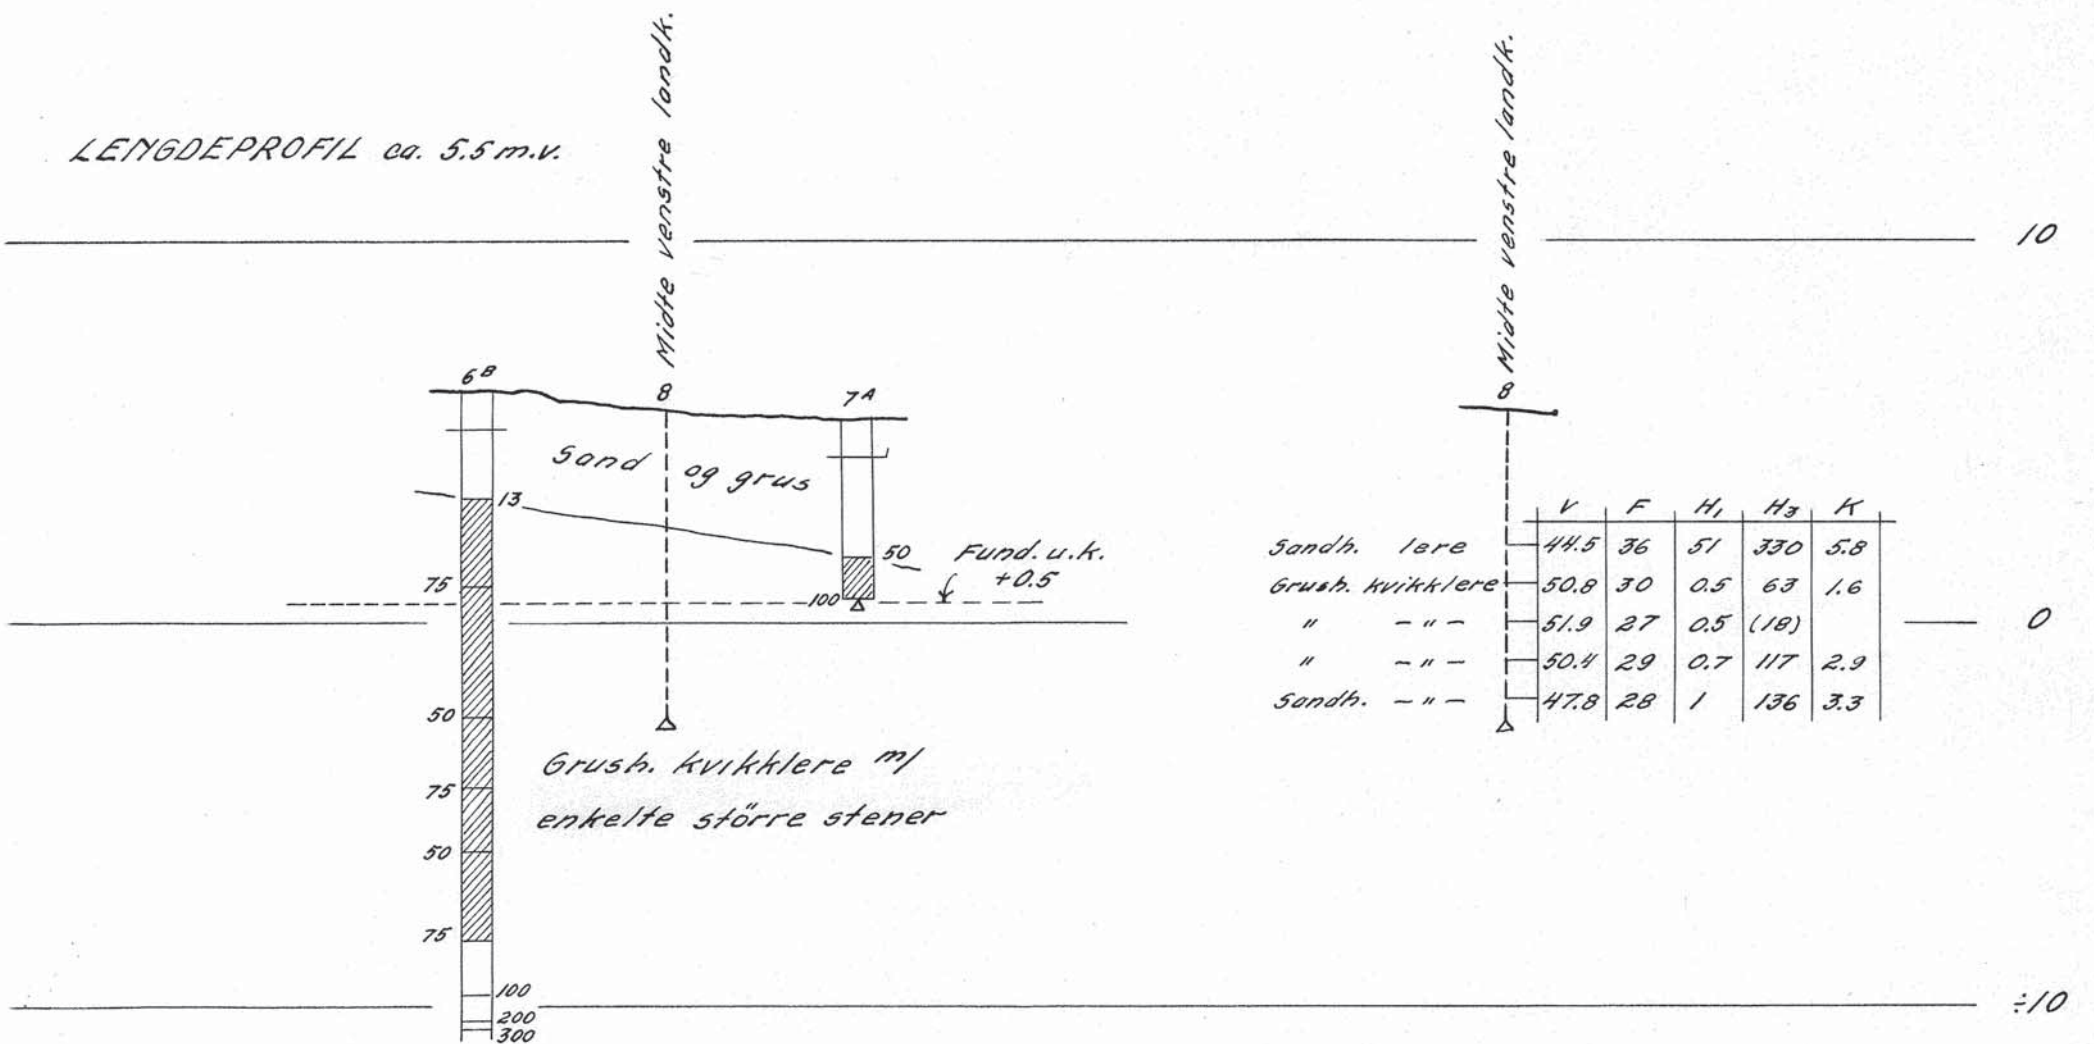 Midte venstre landk.
Midte venstre landk.
LENGDEPROFIL ca. 5.5 m.v.
10
6B
8
7A
8
Sand og grus
13
50
Fund. u.k.
+0.5
75
100
0
V F H1 H3 K
Sandh. lere 44.5 36 51 330 5.8
Grush. kvikklere 50.8 30 0.5 63 1.6
" - " - 51.9 27 0.5 (18)
" - " - 50.4 29 0.7 117 2.9
Sandh. - " - 47.8 28 1 136 3.3
50
Grush. kvikklere m/
75
enkelte större stener
50
75
100
÷10
200
300